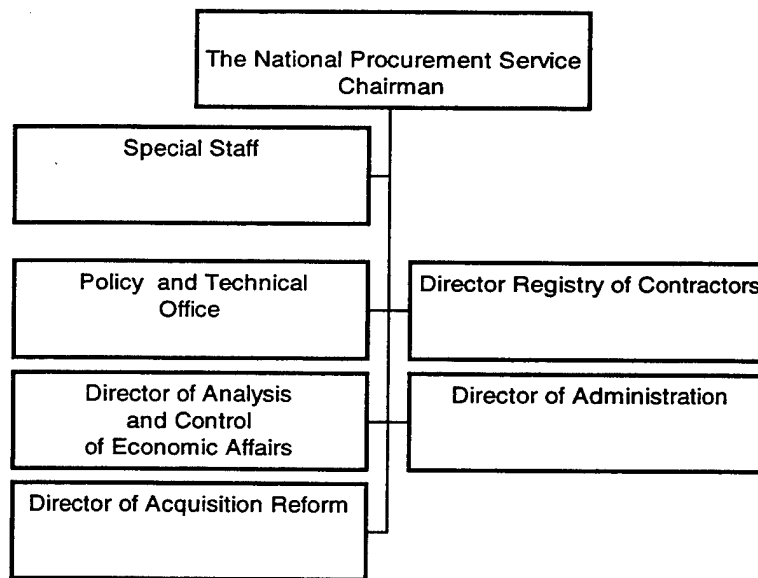 The National Procurement Service
Chairman
Special Staff
Policy and Technical
Office
Director Registry of Contractors
Director of Analysis
and Control
of Economic Affairs
Director of Administration
Director of Acquisition Reform